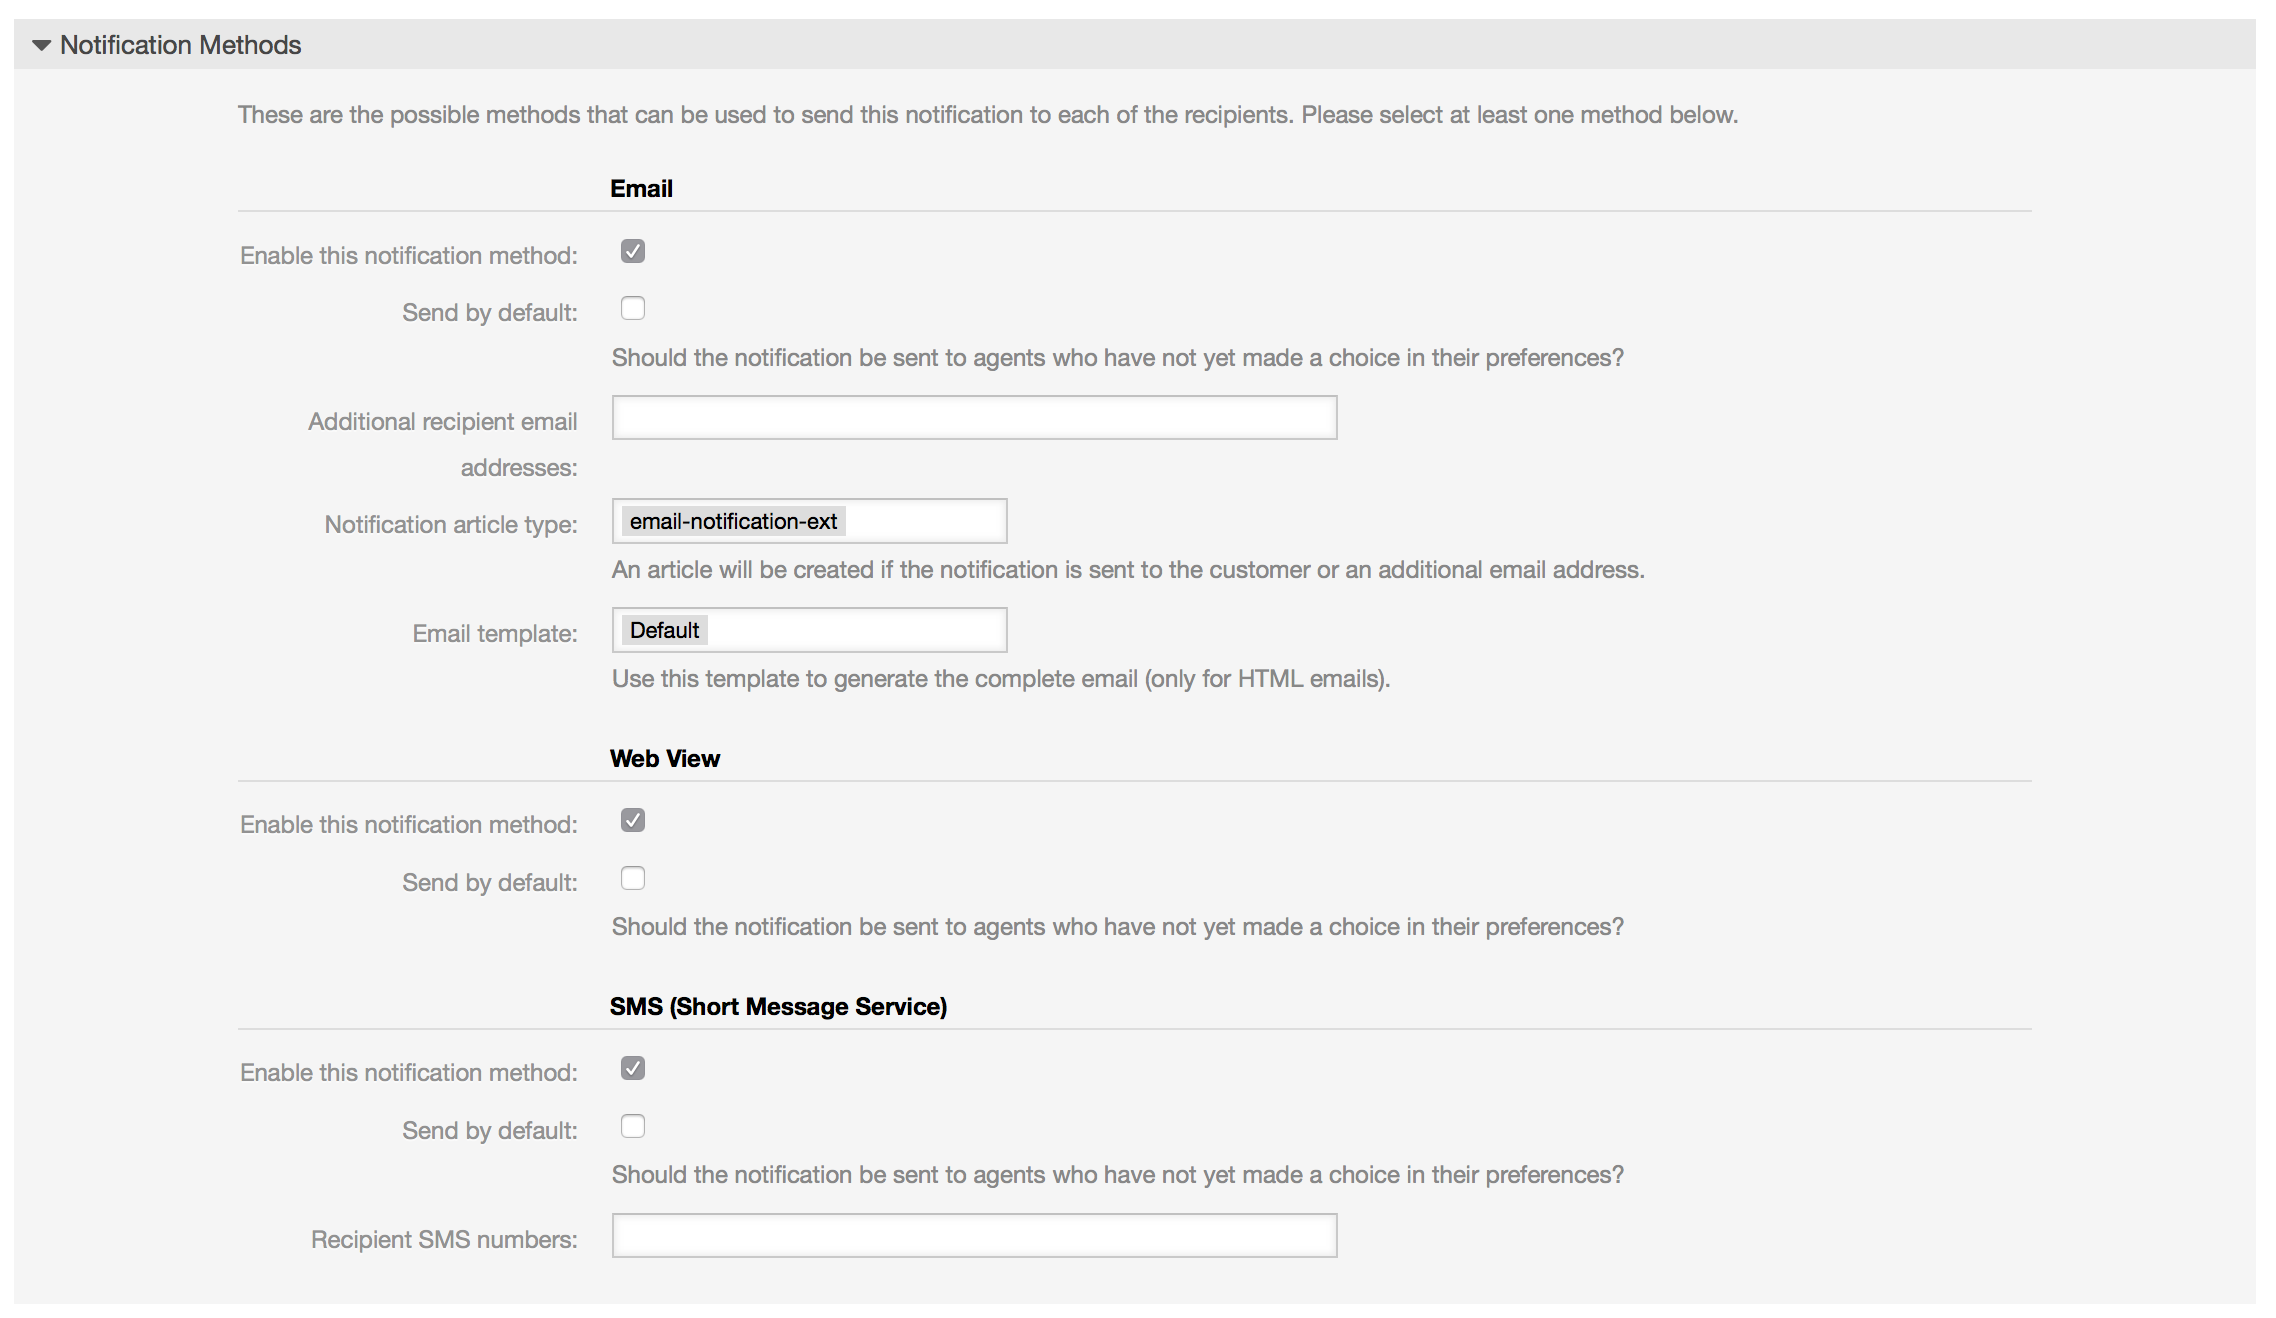 Notification Methods
These are the possible methods that can be used to send this notification to each of the recipients. Please select at least one method below.
Email
Enable this notification method:
Send by default:
Should the notification be sent to agents who have not yet made a choice in their preferences?
Additional recipient email
addresses:
Notification article type:
email-notification-ext
An article will be created if the notification is sent to the customer or an additional email address.
Email template:
Default
Use this template to generate the complete email (only for HTML emails).
Web View
Enable this notification method:
Send by default:
Should the notification be sent to agents who have not yet made a choice in their preferences?
SMS (Short Message Service)
Enable this notification method:
Send by default:
Should the notification be sent to agents who have not yet made a choice in their preferences?
Recipient SMS numbers: